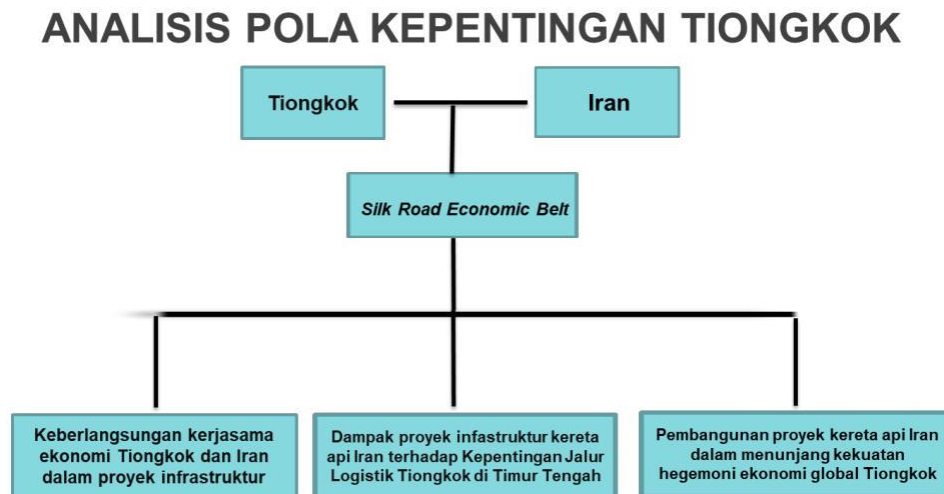 ANALISIS POLA KEPENTINGAN TIONGKOK
Tiongkok
Iran
Silk Road Economic Belt
Keberlangsungan kerjasama
ekonomi Tiongkok dan Iran
dalam proyek infrastruktur
Dampak proyek infastruktur kereta
api Iran terhadap Kepentingan Jalur
Logistik Tiongkok di Timur Tengah
Pembangunan proyek kereta api Iran
dalam menunjang kekuatan
hegemoni ekonomi global Tiongkok